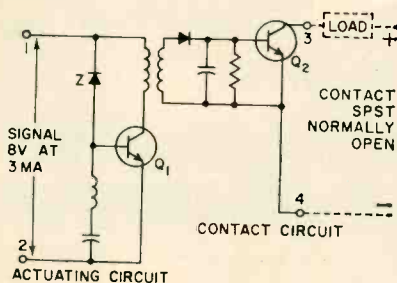 1
3
LOAD
+
Z
Q2
CONTACT
SPST
NORMALLY
OPEN
SIGNAL
8V AT
3 MA
Q1
2
4
–
CONTACT CIRCUIT
ACTUATING CIRCUIT